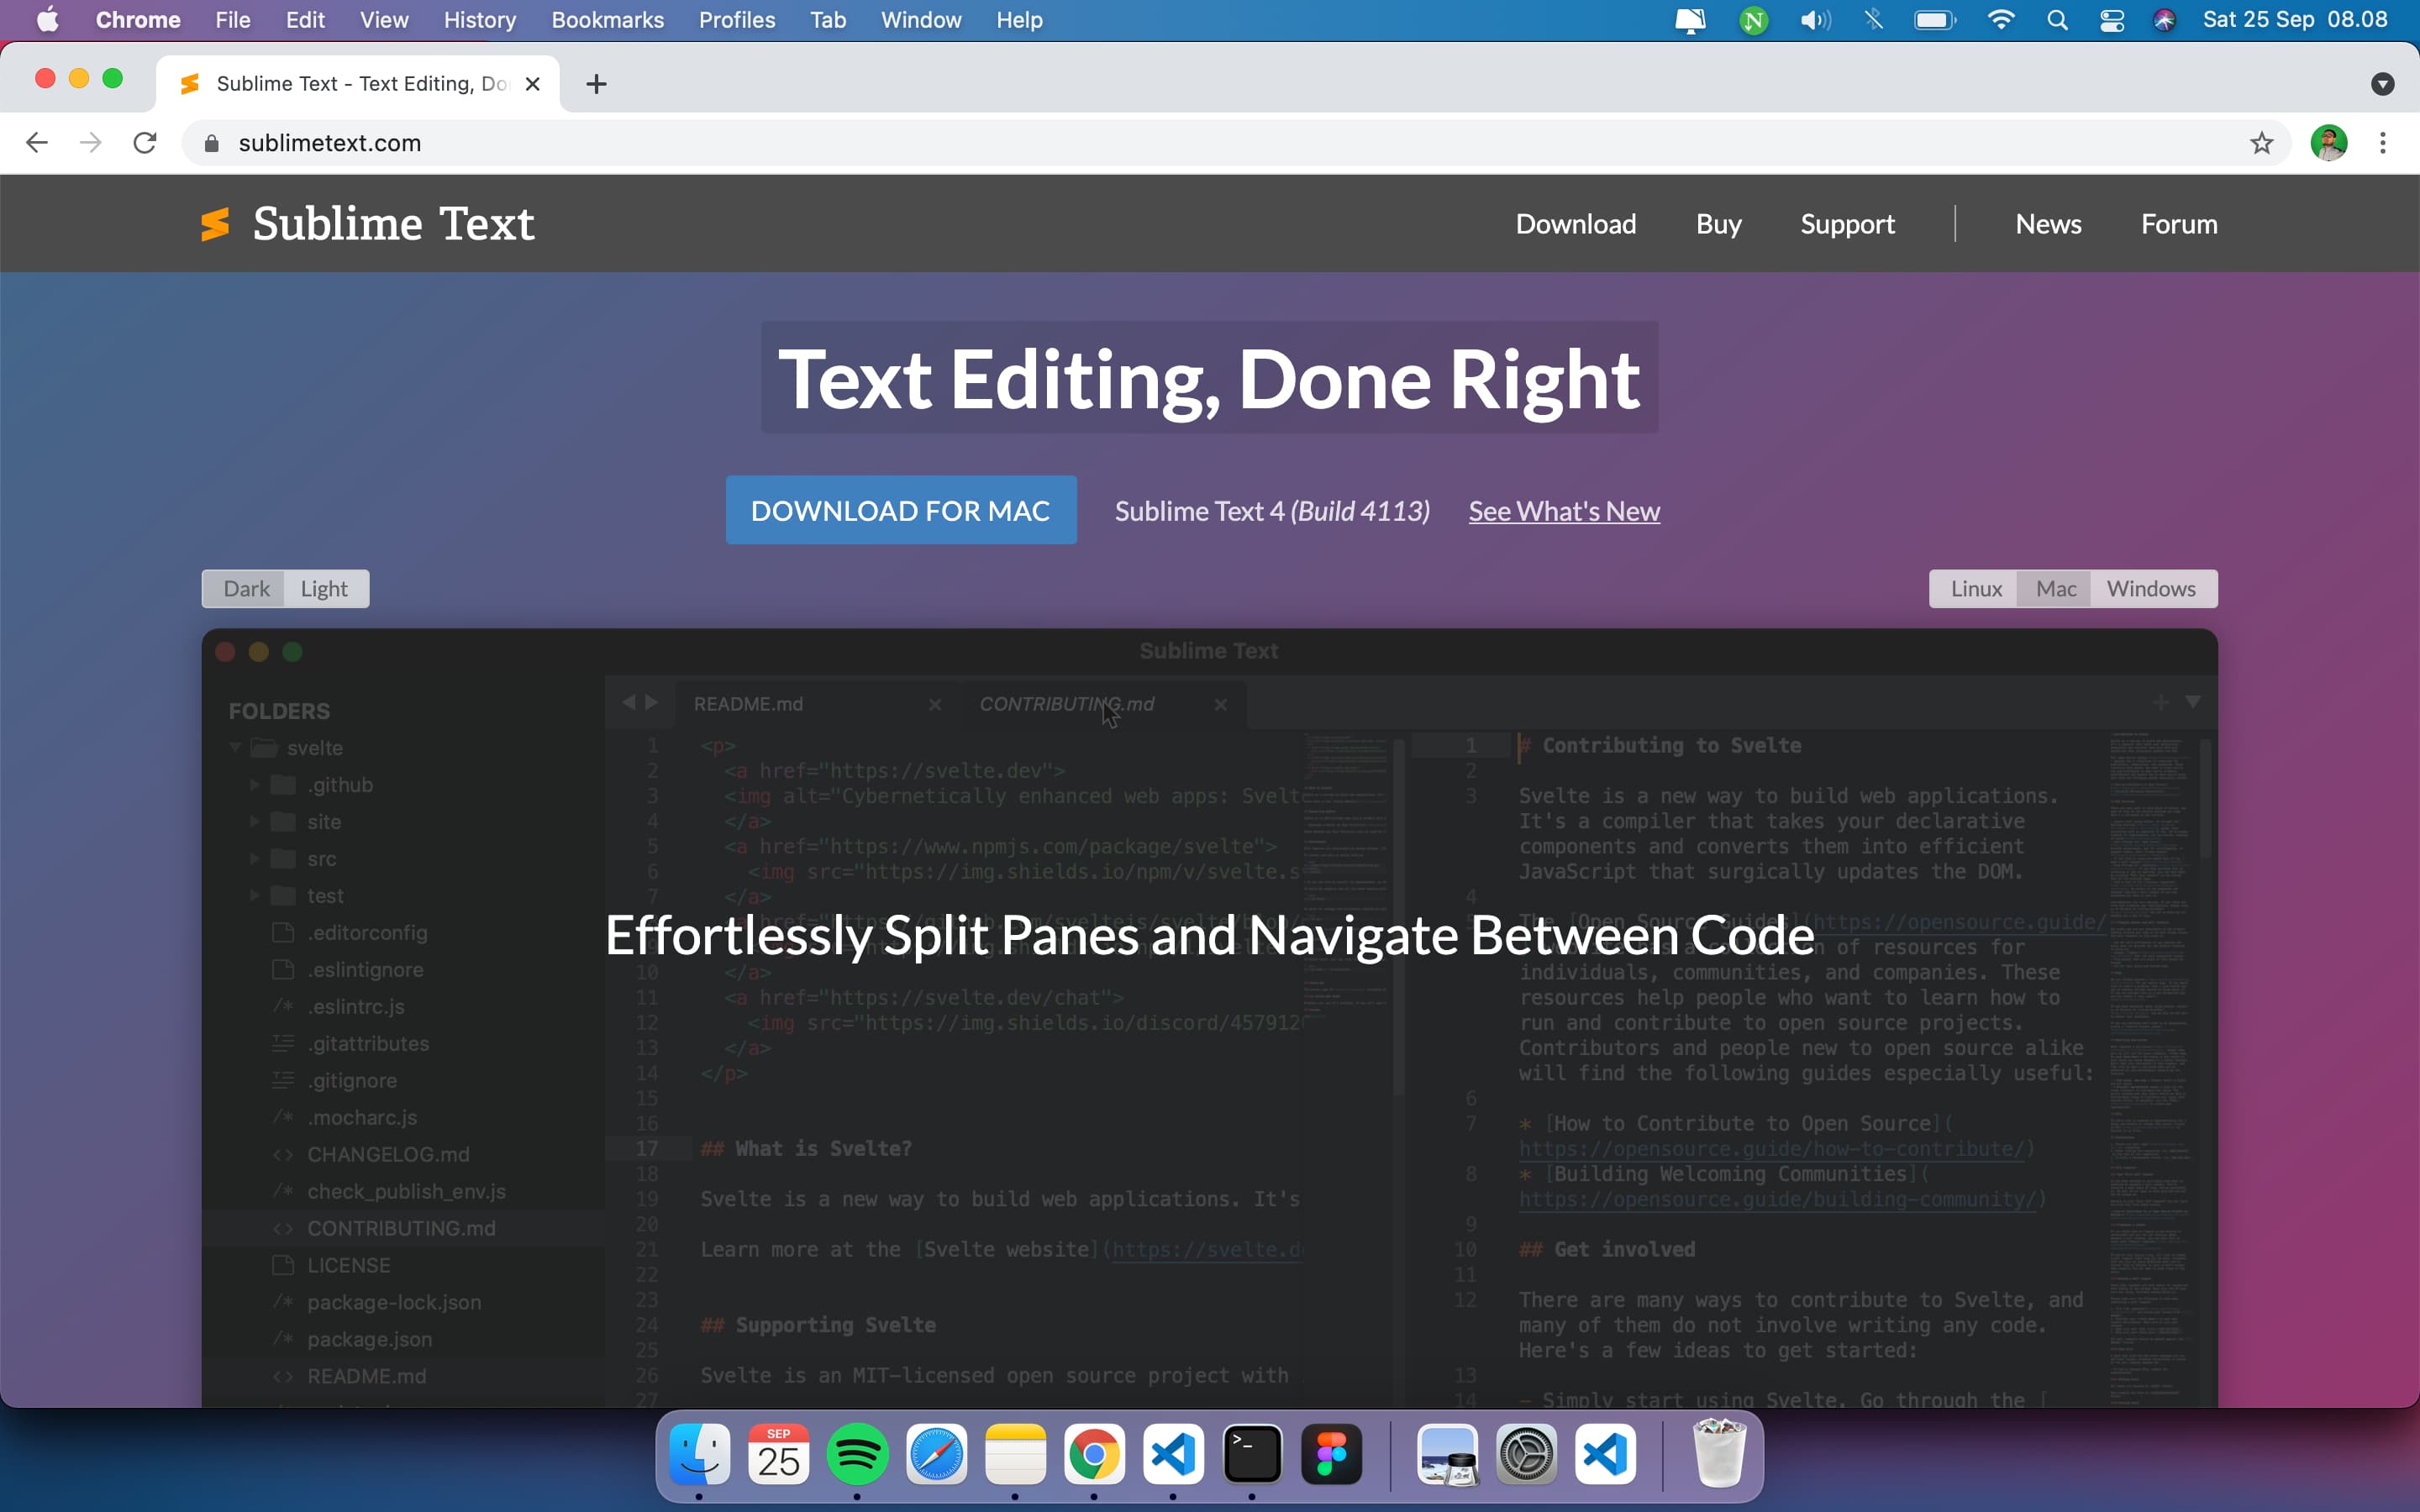 Chrome File Edit View History Bookmarks Profiles Tab Window Help
Sat 25 Sep 08.08
Sublime Text - Text Editing, Do
sublimetext.com
Sublime Text
Download Buy Support News Forum
Text Editing, Done Right
DOWNLOAD FOR MAC
Sublime Text 4 (Build 4113)
See What's New
Dark Light
Linux Mac Windows
Sublime Text
FOLDERS
svelte
.github
site
src
test
.editorconfig
.eslintignore
/* .eslintrc.js
.gitattributes
.gitignore
/* .mocharc.js
<> CHANGELOG.md
/* check_publish_env.js
<> CONTRIBUTING.md
LICENSE
/* package-lock.json
/* package.json
<> README.md
README.md
CONTRIBUTING.md
1 <p>
2 <a href="https://svelte.dev">
3 <img alt="Cybernetically enhanced web apps: Svelt
4 </a>
5 <a href="https://www.npmjs.com/package/svelte">
6 <img src="https://img.shields.io/npm/v/svelte.s
7 </a>
Effortlessly Split Panes and Navigate Between Code
10 </a>
11 <a href="https://svelte.dev/chat">
12 <img src="https://img.shields.io/discord/457912
13 </a>
14 </p>
15
16
17 ## What is Svelte?
18
19 Svelte is a new way to build web applications. It's
20
21 Learn more at the [Svelte website](https://svelte.d
22
23
24 ## Supporting Svelte
25
26 Svelte is an MIT-licensed open source project with
27
1 # Contributing to Svelte
2
3 Svelte is a new way to build web applications.
It's a compiler that takes your declarative
components and converts them into efficient
JavaScript that surgically updates the DOM.
4
The [Open Source Guides](https://opensource.guide/
of resources for
individuals, communities, and companies. These
resources help people who want to learn how to
run and contribute to open source projects.
Contributors and people new to open source alike
will find the following guides especially useful:
6
7 * [How to Contribute to Open Source](
https://opensource.guide/how-to-contribute/)
8 * [Building Welcoming Communities](
https://opensource.guide/building-community/)
9
10 ## Get involved
11
12 There are many ways to contribute to Svelte, and
many of them do not involve writing any code.
Here's a few ideas to get started:
13
14 - Simply start using Svelte. Go through the [
SEP
25